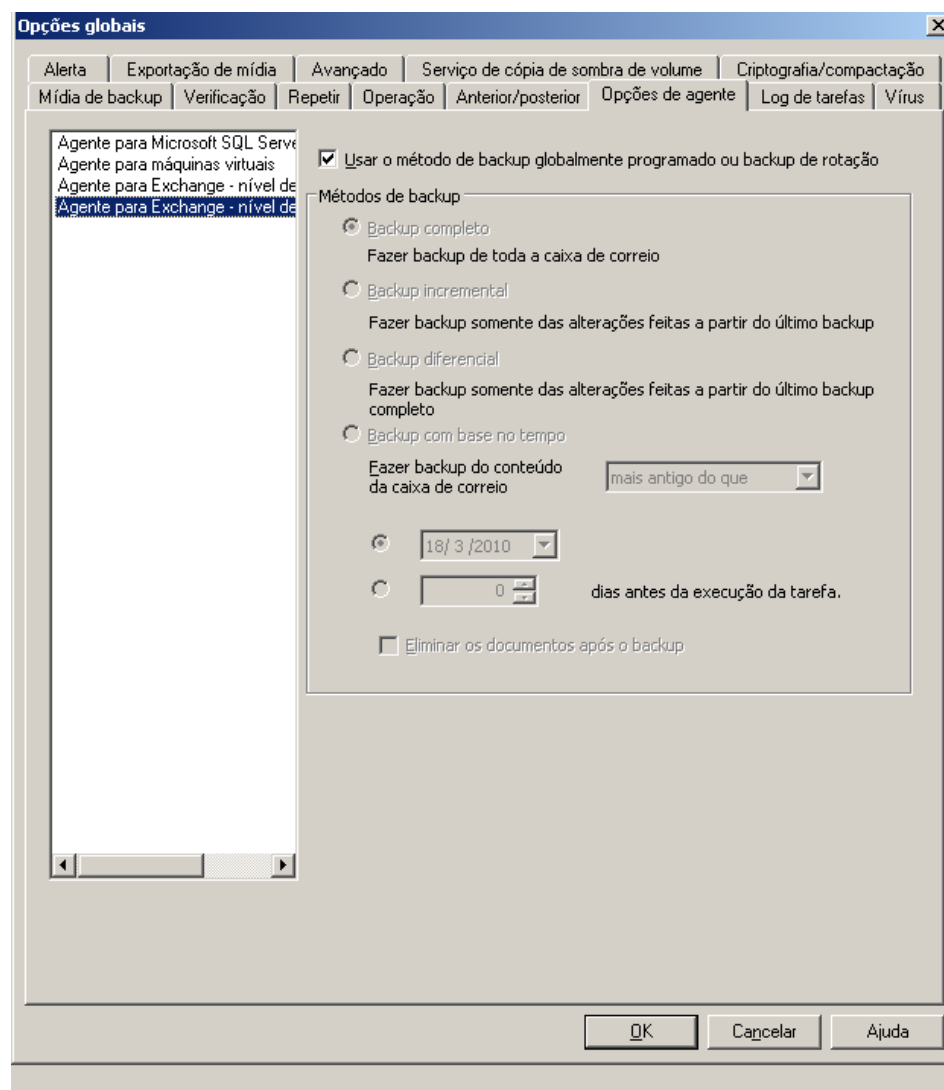 Opções globais
Alerta
Exportação de mídia
Avançado
Serviço de cópia de sombra de volume
Criptografia/compactação
Mídia de backup
Verificação
Repetir
Operação
Anterior/posterior
Opções de agente
Log de tarefas
Vírus
Agente para Microsoft SQL Serve
Agente para máquinas virtuais
Agente para Exchange - nível de
Agente para Exchange - nível de
Usar o método de backup globalmente programado ou backup de rotação
Métodos de backup
Backup completo
Fazer backup de toda a caixa de correio
Backup incremental
Fazer backup somente das alterações feitas a partir do último backup
Backup diferencial
Fazer backup somente das alterações feitas a partir do último backup
completo
Backup com base no tempo
Fazer backup do conteúdo
da caixa de correio
mais antigo do que
18/ 3 /2010
0
dias antes da execução da tarefa.
Eliminar os documentos após o backup
OK
Cancelar
Ajuda